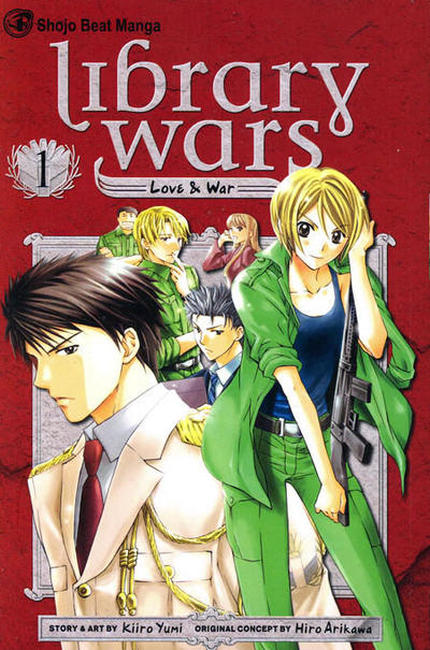 Shojo Beat Manga
library
wars
1
Love & War
STORY & ART BY Kiiro Yumi ORIGINAL CONCEPT BY Hiro Arikawa